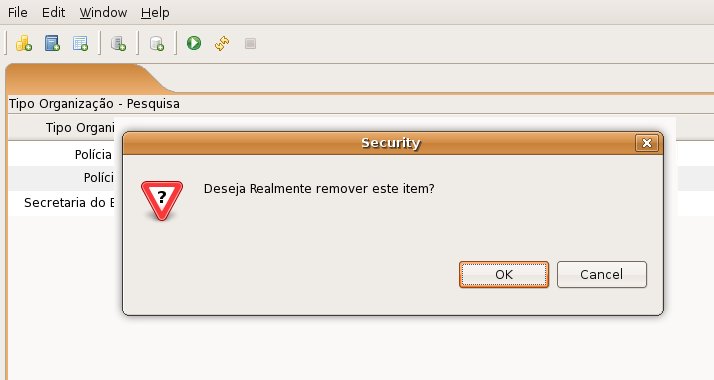 File Edit Window Help
Tipo Organização - Pesquisa
Tipo Organi
Security
Polícia
Políci
Deseja Realmente remover este item?
?
Secretaria do E
OK Cancel